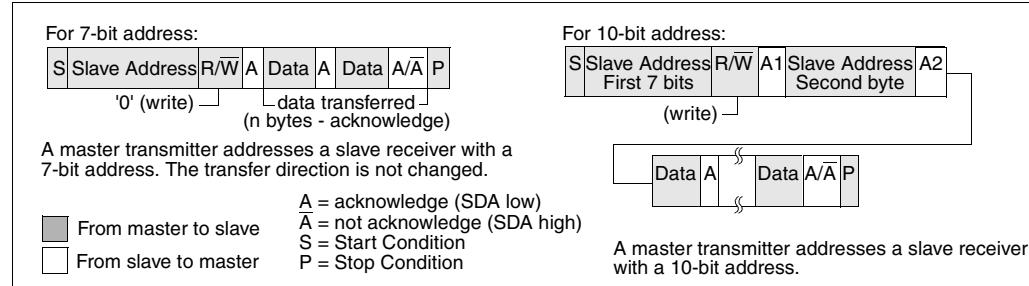 For 7-bit address:
S Slave Address R/W̅ A Data A Data A/A̅ P
'0' (write)
data transferred
(n bytes - acknowledge)
A master transmitter addresses a slave receiver with a
7-bit address. The transfer direction is not changed.
From master to slave
From slave to master
A = acknowledge (SDA low)
A̅ = not acknowledge (SDA high)
S = Start Condition
P = Stop Condition
For 10-bit address:
S Slave Address First 7 bits R/W̅ A1 Slave Address Second byte A2
(write)
Data A Data A/A̅ P
A master transmitter addresses a slave receiver
with a 10-bit address.